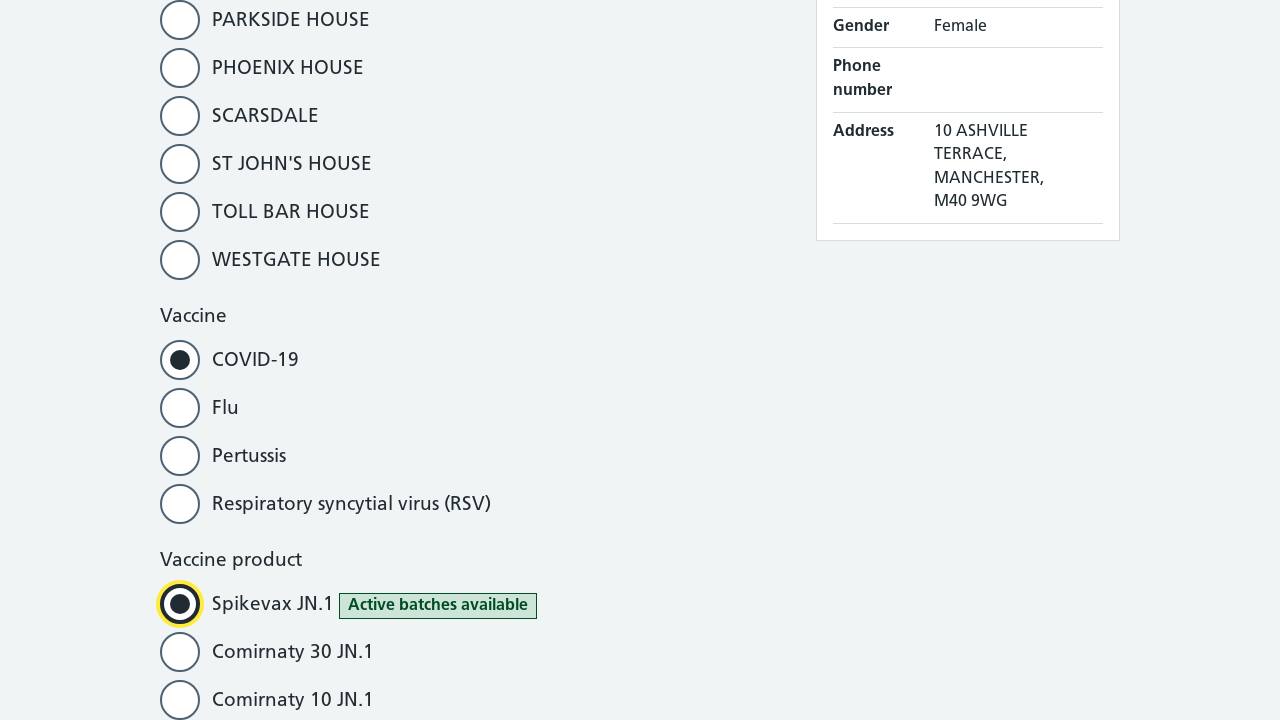 PARKSIDE HOUSE
PHOENIX HOUSE
SCARSDALE
ST JOHN'S HOUSE
TOLL BAR HOUSE
WESTGATE HOUSE
Vaccine
COVID-19
Flu
Pertussis
Respiratory syncytial virus (RSV)
Vaccine product
Spikevax JN.1 Active batches available
Comirnaty 30 JN.1
Comirnaty 10 JN.1
Gender Female
Phone
number
Address 10 ASHVILLE
TERRACE,
MANCHESTER,
M40 9WG